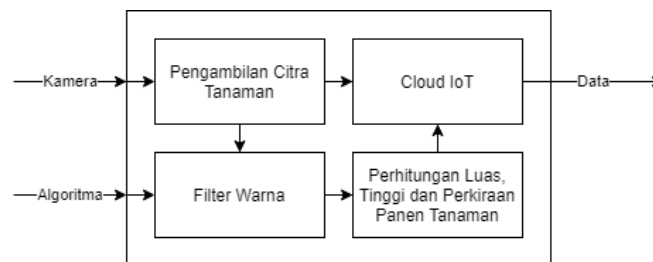 Kamera
Pengambilan Citra
Tanaman
Cloud IoT
Data
Algoritma
Filter Warna
Perhitungan Luas,
Tinggi dan Perkiraan
Panen Tanaman